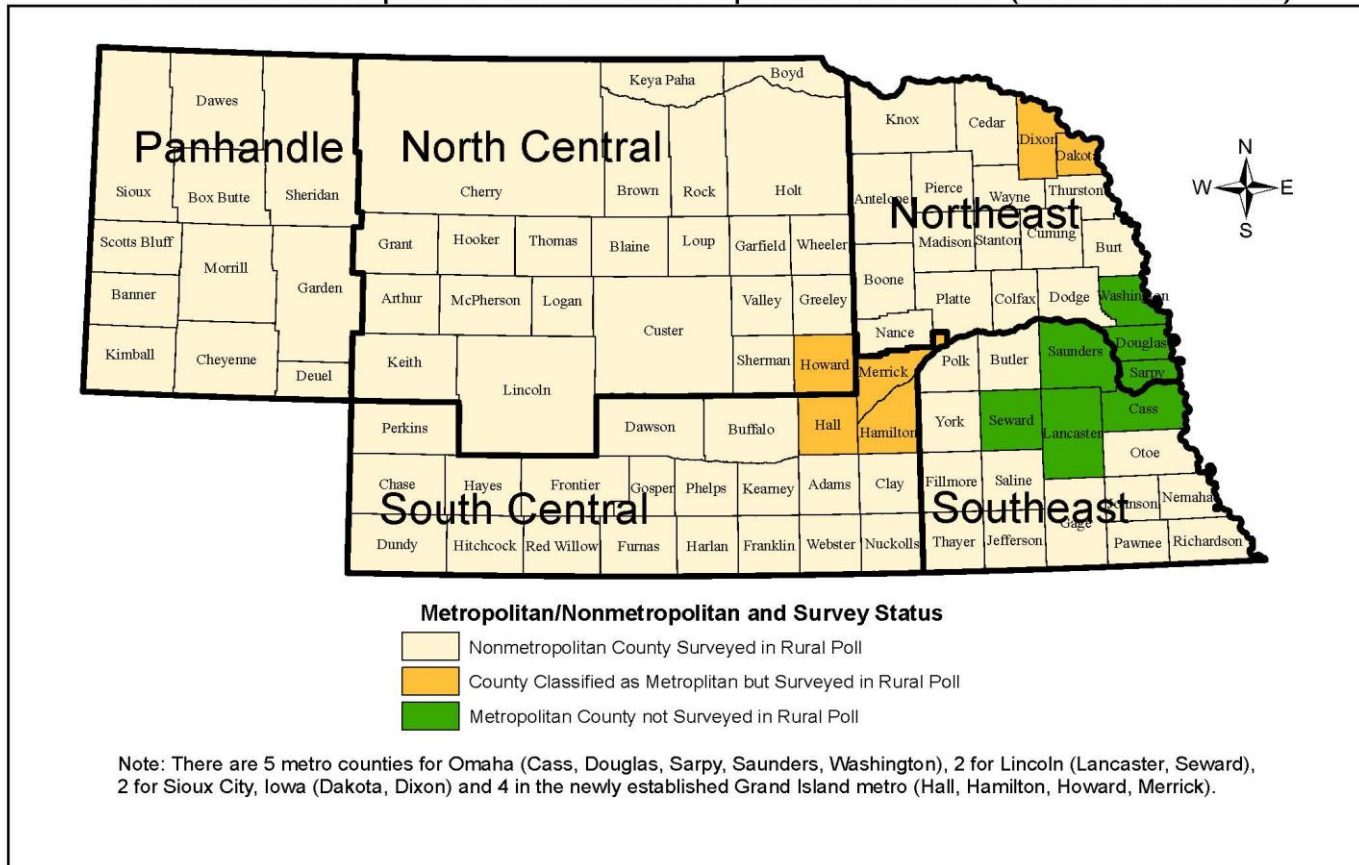 Keya Paha
Boyd
Dawes
Knox
Cedar
Dixon
Dakota
N
W
E
S
Panhandle
North Central
Sioux
Box Butte
Sheridan
Cherry
Brown
Rock
Holt
Antelope
Pierce
Wayne
Thurston
Northeast
Scotts Bluff
Morrill
Garden
Grant
Hooker
Thomas
Blaine
Loup
Garfield
Wheeler
Madison
Stanton
Cuming
Burt
Banner
Arthur
McPherson
Logan
Custer
Valley
Greeley
Boone
Platte
Colfax
Dodge
Washington
Kimball
Cheyenne
Deuel
Keith
Lincoln
Sherman
Howard
Nance
Merrick
Polk
Butler
Saunders
Douglas
Sarpy
Perkins
Dawson
Buffalo
Hall
Hamilton
York
Seward
Lancaster
Cass
Otoe
Chase
Hayes
Frontier
Gosper
Phelps
Kearney
Adams
Clay
Fillmore
Saline
Johnson
Nemaha
South Central
Southeast
Gage
Dundy
Hitchcock
Red Willow
Furnas
Harlan
Franklin
Webster
Nuckolls
Thayer
Jefferson
Pawnee
Richardson
Metropolitan/Nonmetropolitan and Survey Status
Nonmetropolitan County Surveyed in Rural Poll
County Classified as Metroplitan but Surveyed in Rural Poll
Metropolitan County not Surveyed in Rural Poll
Note: There are 5 metro counties for Omaha (Cass, Douglas, Sarpy, Saunders, Washington), 2 for Lincoln (Lancaster, Seward),
2 for Sioux City, Iowa (Dakota, Dixon) and 4 in the newly established Grand Island metro (Hall, Hamilton, Howard, Merrick).